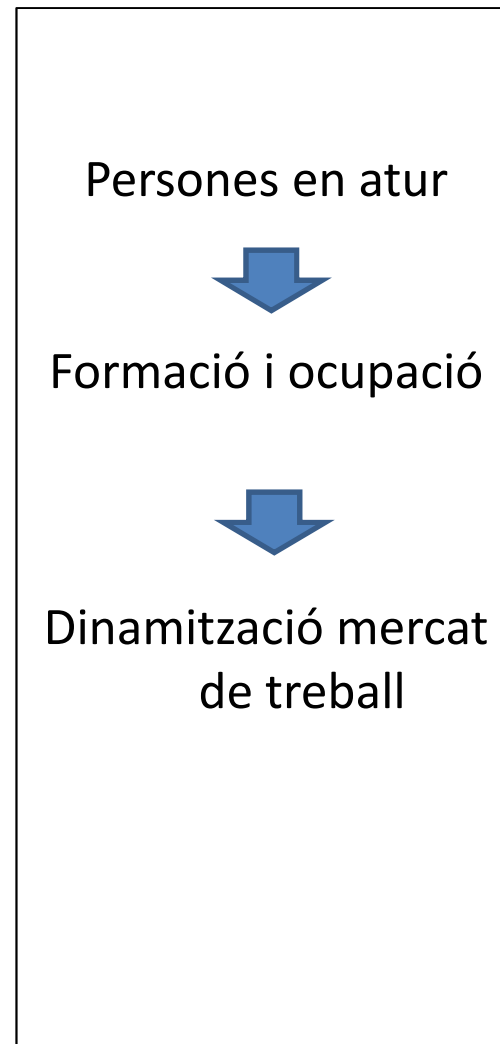 Persones en atur
Formació i ocupació
Dinamització mercat
de treball